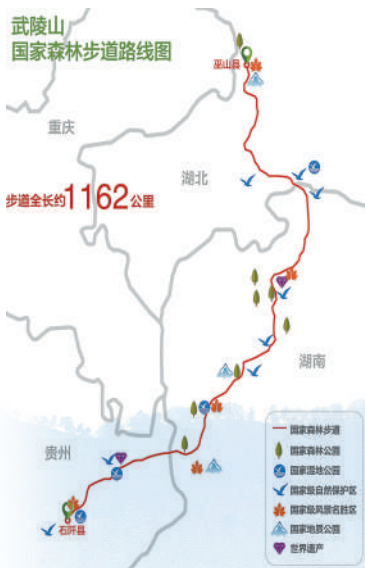 武陵山
国家森林步道路线图
巫山县
重庆
湖北
步道全长约1162公里
湖南
贵州
石阡县
国家森林步道
国家森林公园
国家湿地公园
国家级自然保护区
国家级风景名胜区
国家地质公园
世界遗产